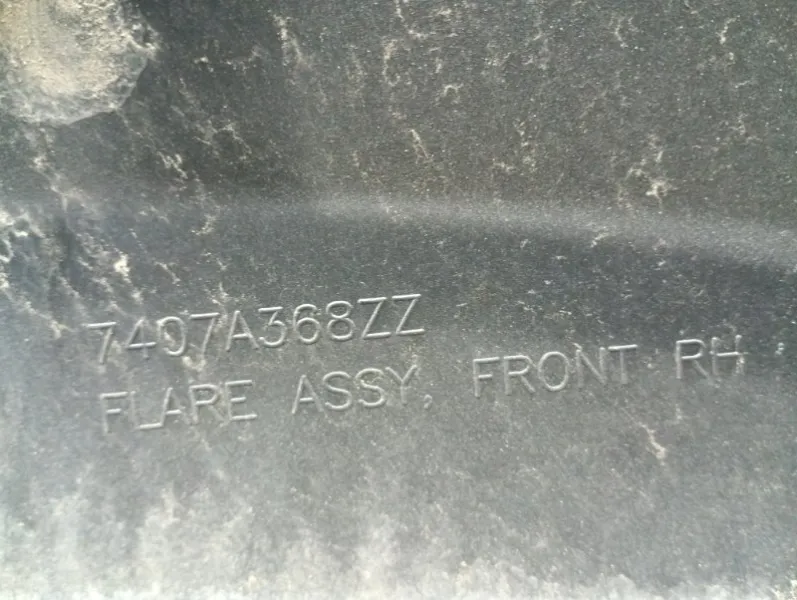 7407A368ZZ
FLARE ASSY, FRONT RH